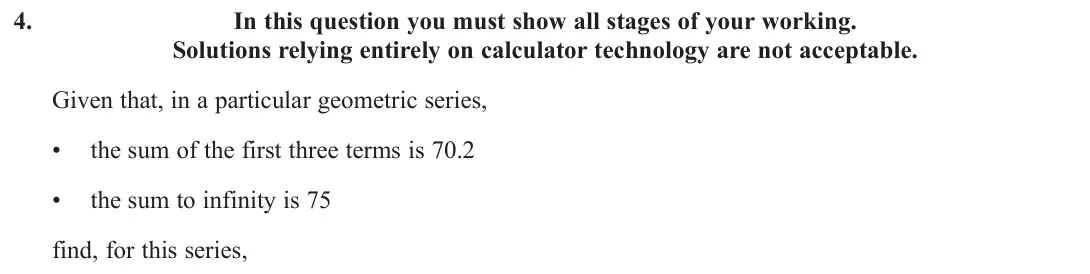 4. In this question you must show all stages of your working.
Solutions relying entirely on calculator technology are not acceptable.
Given that, in a particular geometric series,
• the sum of the first three terms is 70.2
• the sum to infinity is 75
find, for this series,